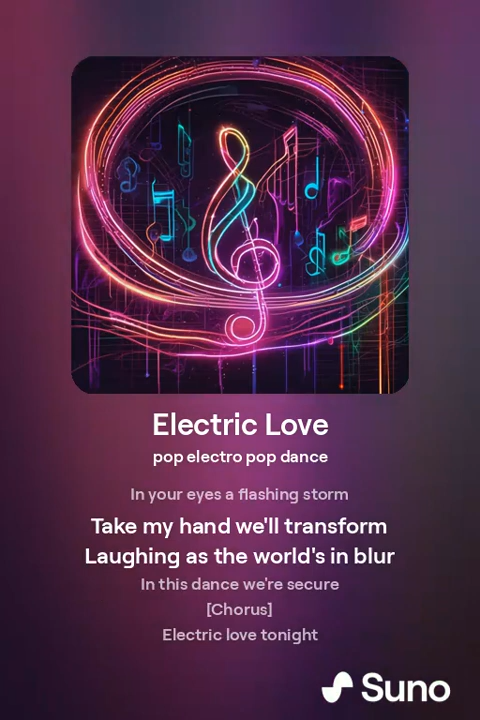 Electric Love
pop electro pop dance
In your eyes a flashing storm
Take my hand we'll transform
Laughing as the world's in blur
In this dance we're secure
[Chorus]
Electric love tonight
Suno